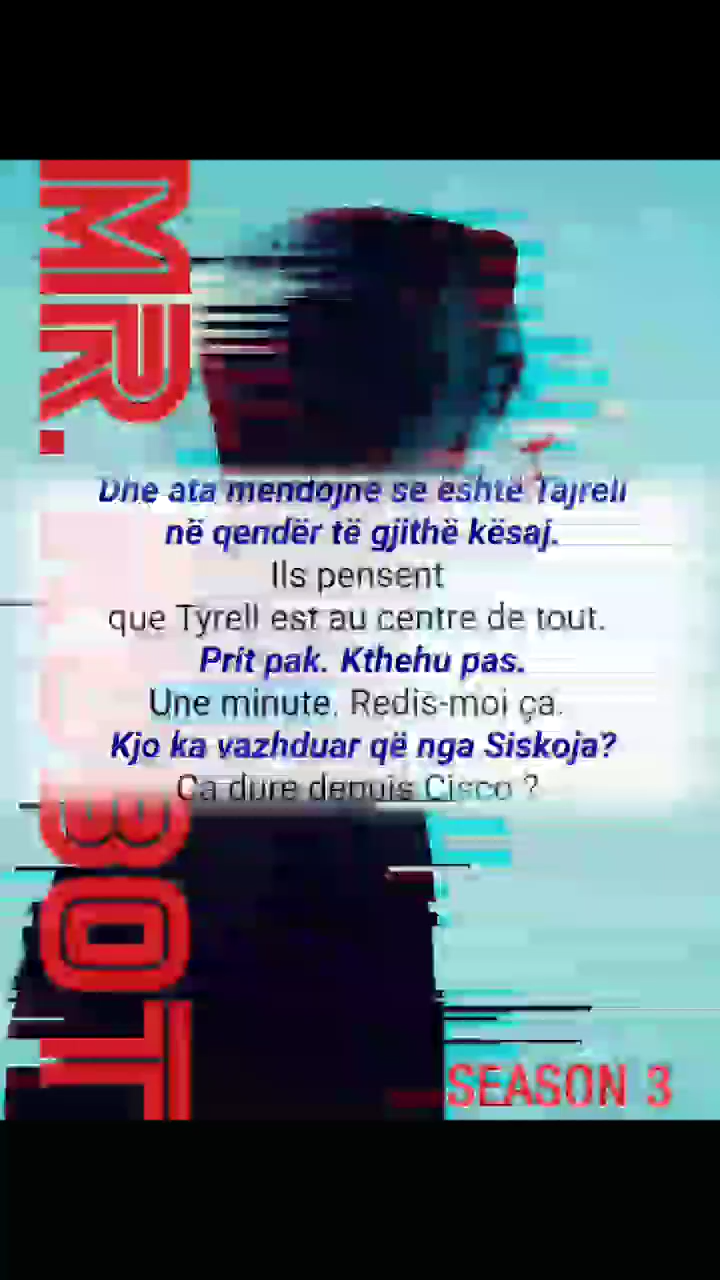 MR. ROBOT
Dhe ata mendojnë se është Tajrell
në qendër të gjithë kësaj.
Ils pensent
que Tyrell est au centre de tout.
Prit pak. Kthehu pas.
Une minute. Redis-moi ça.
Kjo ka vazhduar që nga Siskoja?
Ça dure depuis Cisco ?
SEASON 3